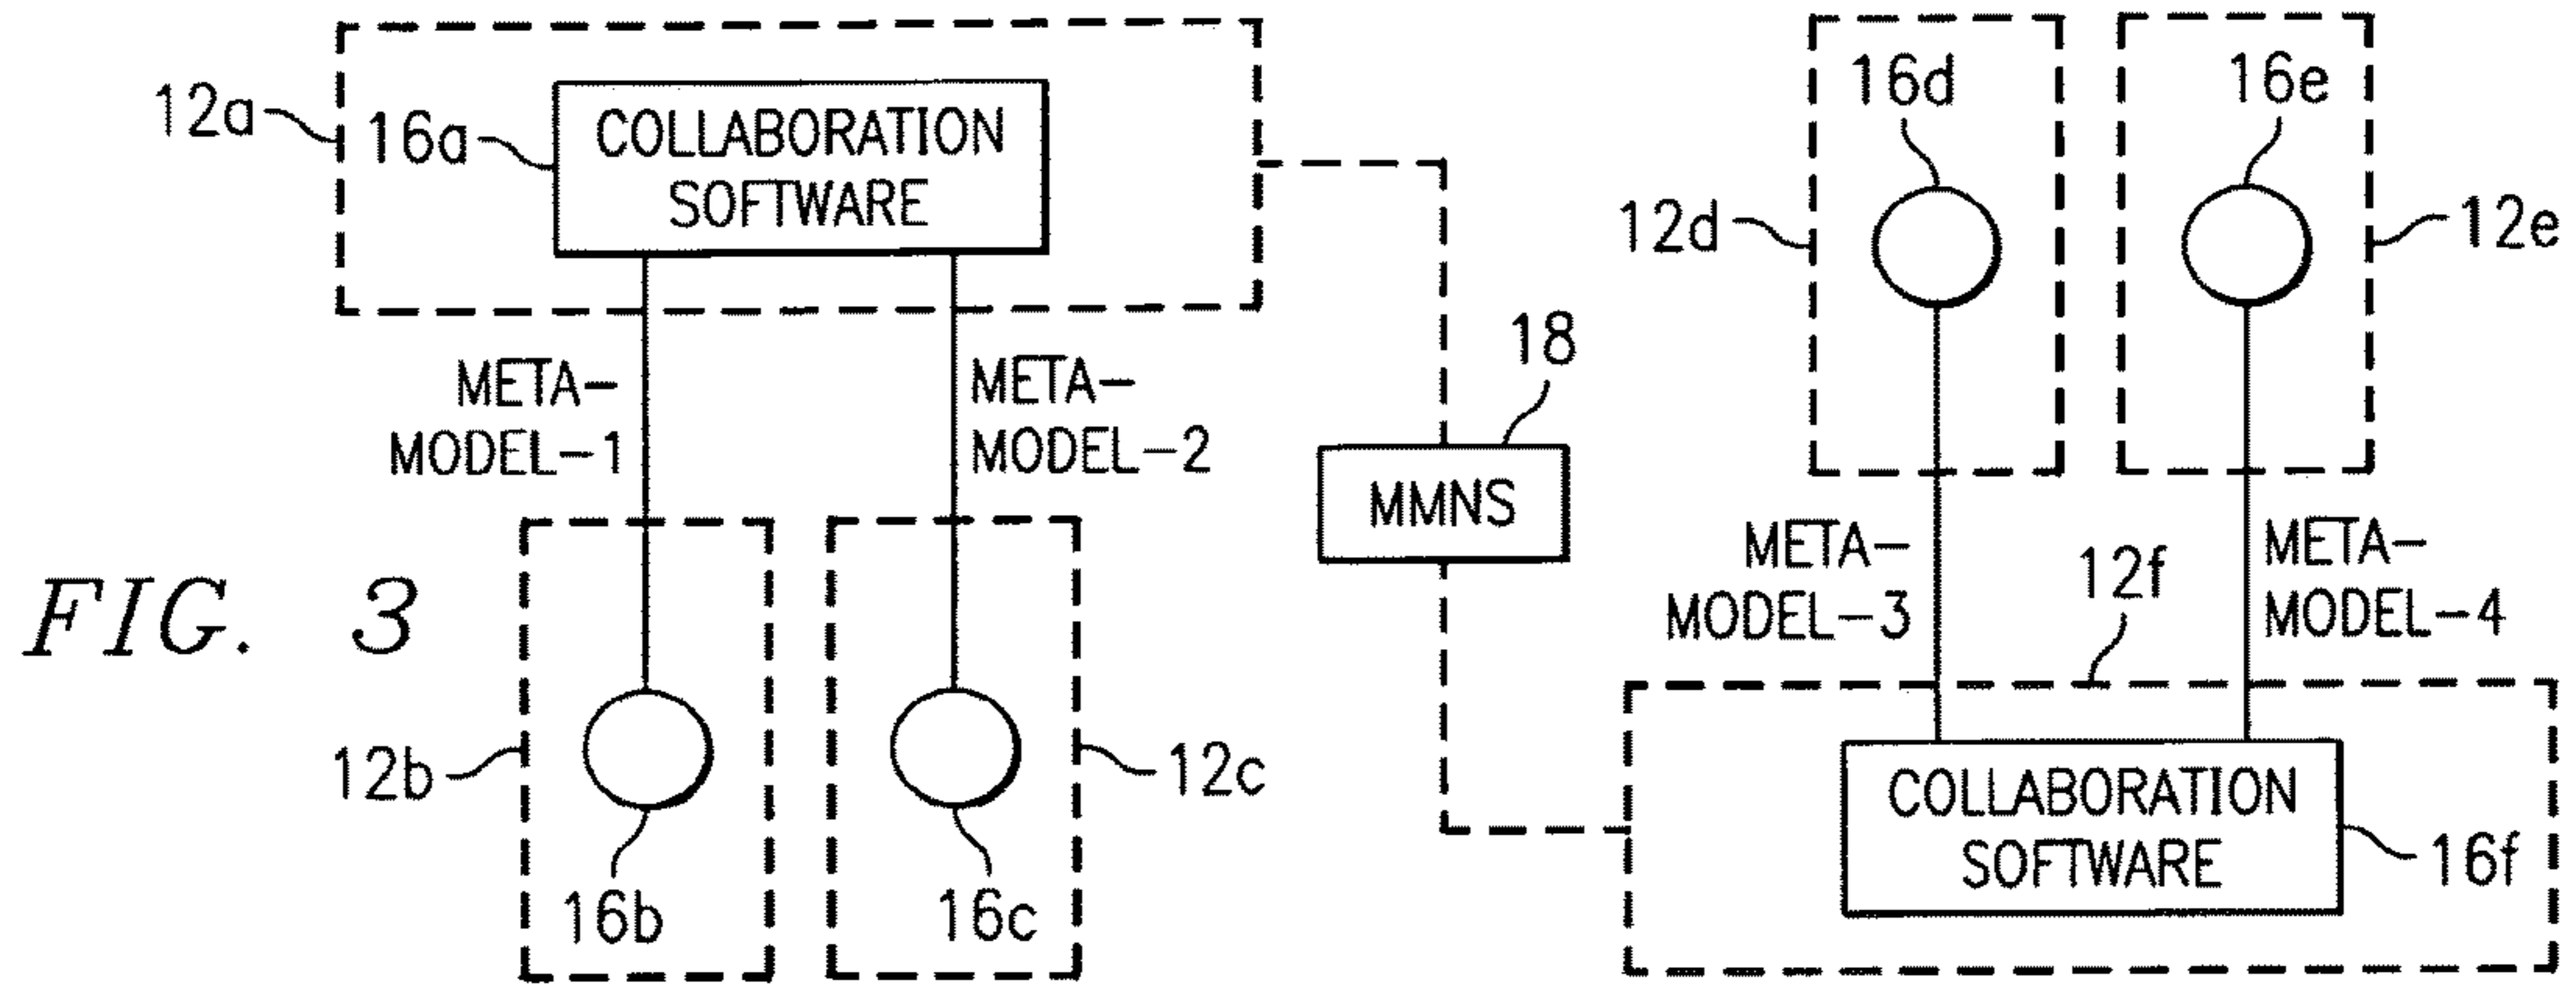 12a
16a
COLLABORATION
SOFTWARE
META-
MODEL-1
META-
MODEL-2
12b
16b
16c
12c
FIG. 3
18
MMNS
16d
16e
12d
12e
META-
MODEL-3
12f
META-
MODEL-4
COLLABORATION
SOFTWARE
16f